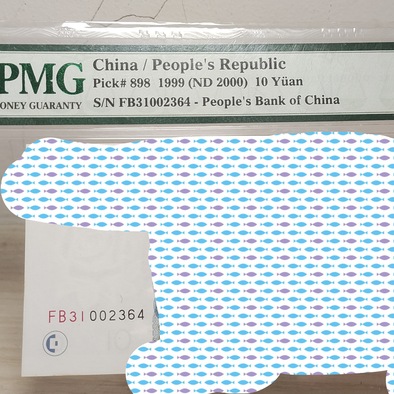 PMG
ONEY GUARANTY
China / People's Republic
Pick# 898 1999 (ND 2000) 10 Yüan
S/N FB31002364 - People's Bank of China
FB31002364